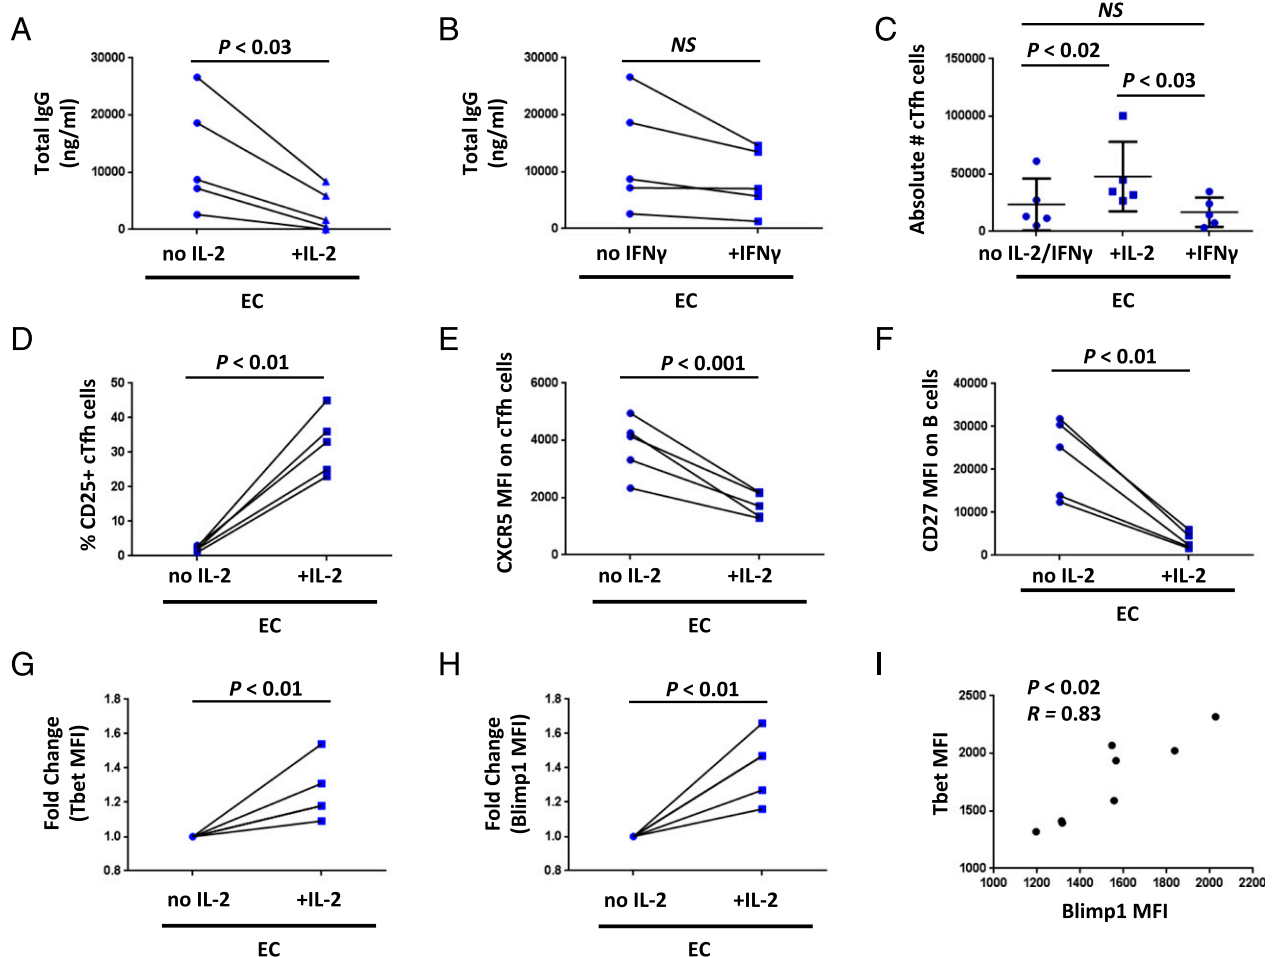 A
P < 0.03
Total IgG
(ng/ml)
30000
20000
10000
0
no IL-2
+IL-2
EC
B
NS
Total IgG
(ng/ml)
30000
20000
10000
0
no IFNγ
+IFNγ
EC
C
NS
P < 0.02
P < 0.03
Absolute # cTfh cells
150000
100000
50000
0
no IL-2/IFNγ
+IL-2
+IFNγ
EC
D
P < 0.01
% CD25+ cTfh cells
50
40
30
20
10
0
no IL-2
+IL-2
EC
E
P < 0.001
CXCR5 MFI on cTfh cells
6000
4000
2000
0
no IL-2
+IL-2
EC
F
P < 0.01
CD27 MFI on B cells
40000
30000
20000
10000
0
no IL-2
+IL-2
EC
G
P < 0.01
Fold Change
(Tbet MFI)
1.8
1.6
1.4
1.2
1.0
0.8
no IL-2
+IL-2
EC
H
P < 0.01
Fold Change
(Blimp1 MFI)
1.8
1.6
1.4
1.2
1.0
0.8
no IL-2
+IL-2
EC
I
P < 0.02
R = 0.83
Tbet MFI
2500
2000
1500
1000
1000 1200 1400 1600 1800 2000 2200
Blimp1 MFI